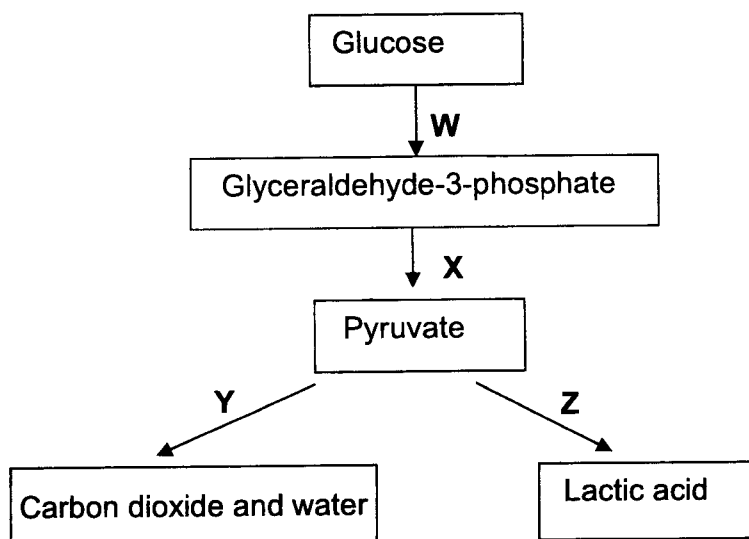 Glucose
W
Glyceraldehyde-3-phosphate
X
Pyruvate
Y
Z
Carbon dioxide and water
Lactic acid